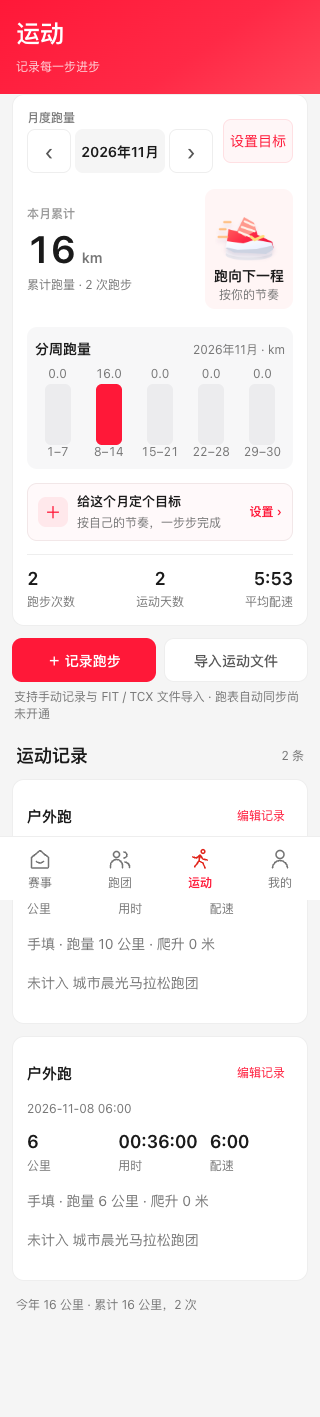 运动
记录每一步进步
月度跑量
‹ 2026年11月 › 设置目标
本月累计
16 km
累计跑量 · 2 次跑步
跑向下一程
按你的节奏
分周跑量 2026年11月 · km
0.0 16.0 0.0 0.0 0.0
1–7 8–14 15–21 22–28 29–30
给这个月定个目标
按自己的节奏，一步步完成
设置 ›
2 2 5:53
跑步次数 运动天数 平均配速
+ 记录跑步 导入运动文件
支持手动记录与 FIT / TCX 文件导入 · 跑表自动同步尚
未开通
运动记录 2 条
户外跑 编辑记录
赛事 跑团 运动 我的
公里 用时 配速
手填 · 跑量 10 公里 · 爬升 0 米
未计入 城市晨光马拉松跑团
户外跑 编辑记录
2026-11-08 06:00
6 00:36:00 6:00
公里 用时 配速
手填 · 跑量 6 公里 · 爬升 0 米
未计入 城市晨光马拉松跑团
今年 16 公里 · 累计 16 公里，2 次